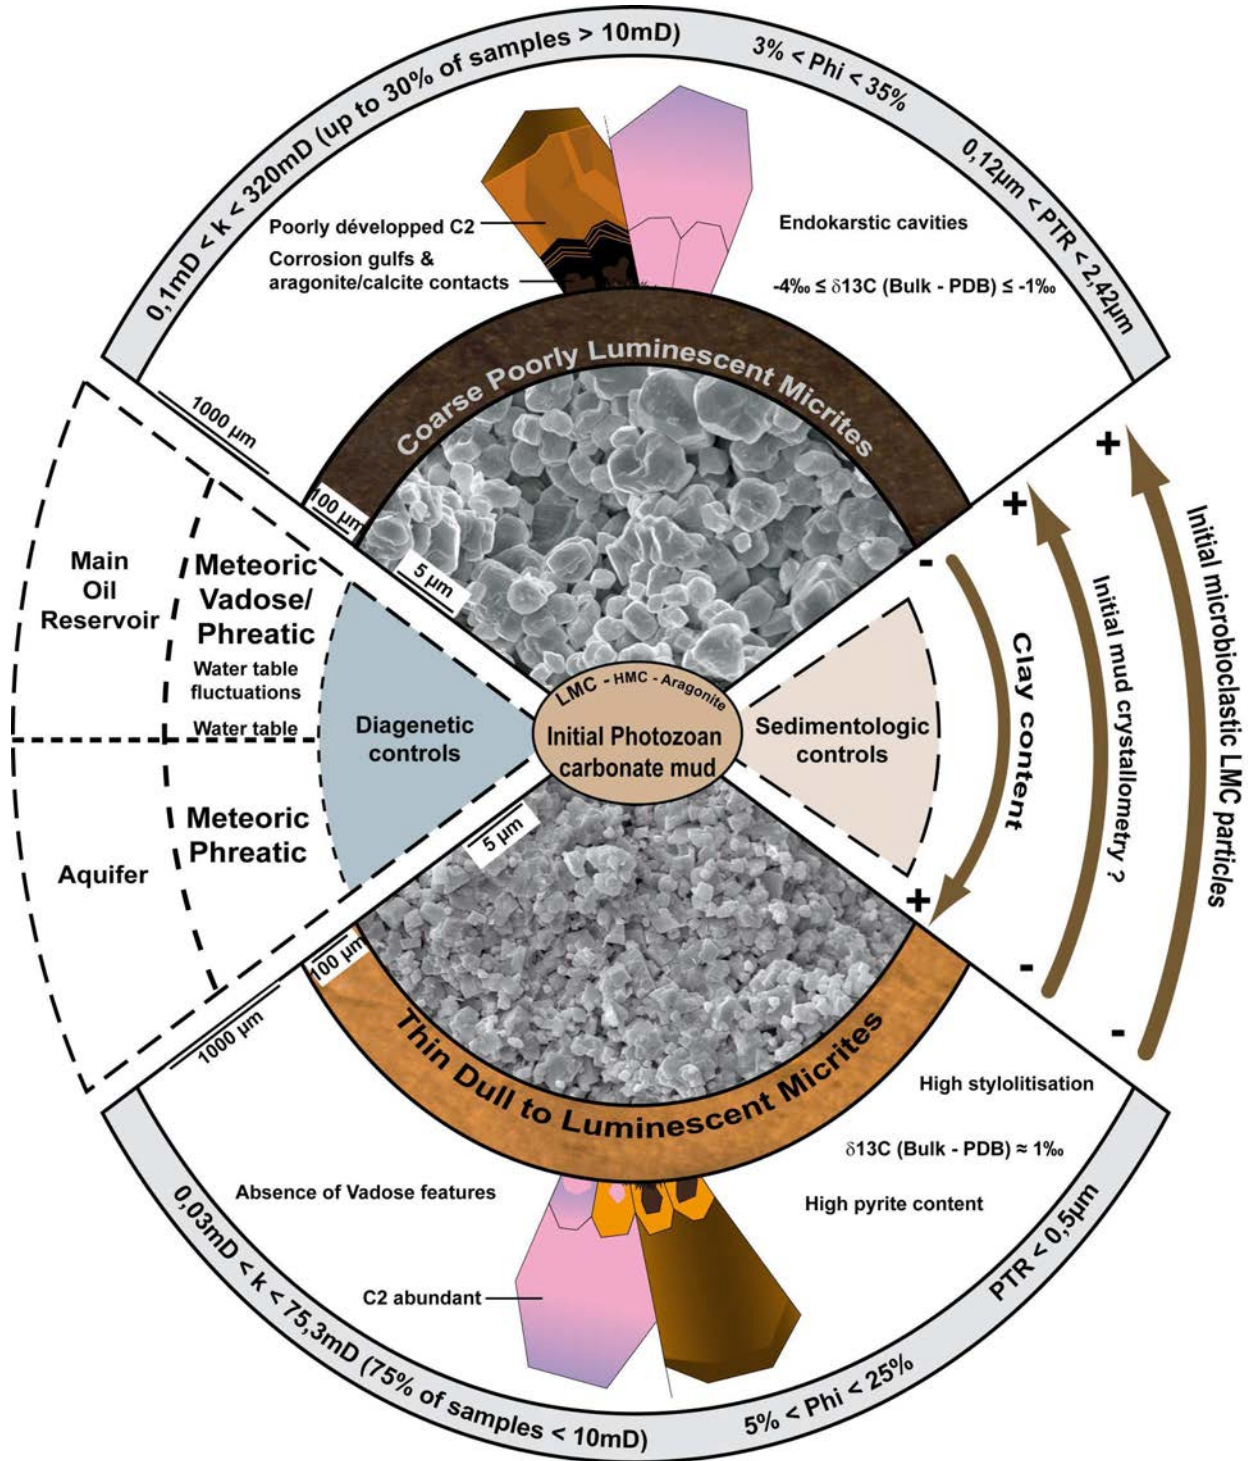 0,1mD < k < 320mD (up to 30% of samples > 10mD)
3% < Phi < 35%
0,12µm < PTR < 2,42µm
Poorly développed C2
Corrosion gulfs &
aragonite/calcite contacts
Endokarstic cavities
-4‰ ≤ δ13C (Bulk - PDB) ≤ -1‰
Coarse Poorly Luminescent Micrites
1000 µm
100 µm
5 µm
Main
Oil
Reservoir
Meteoric
Vadose/
Phreatic
Water table
fluctuations
Water table
Aquifer
Meteoric
Phreatic
Diagenetic
controls
LMC - HMC - Aragonite
Initial Photozoan
carbonate mud
Sedimentologic
controls
-
Clay content
+
+
Initial mud crystallometry ?
-
+
Initial microbioclastic LMC particles
-
5 µm
100 µm
1000 µm
Thin Dull to Luminescent Micrites
High stylolitisation
δ13C (Bulk - PDB) ≈ 1‰
High pyrite content
Absence of Vadose features
C2 abundant
0,03mD < k < 75,3mD (75% of samples < 10mD)
5% < Phi < 25%
PTR < 0,5µm